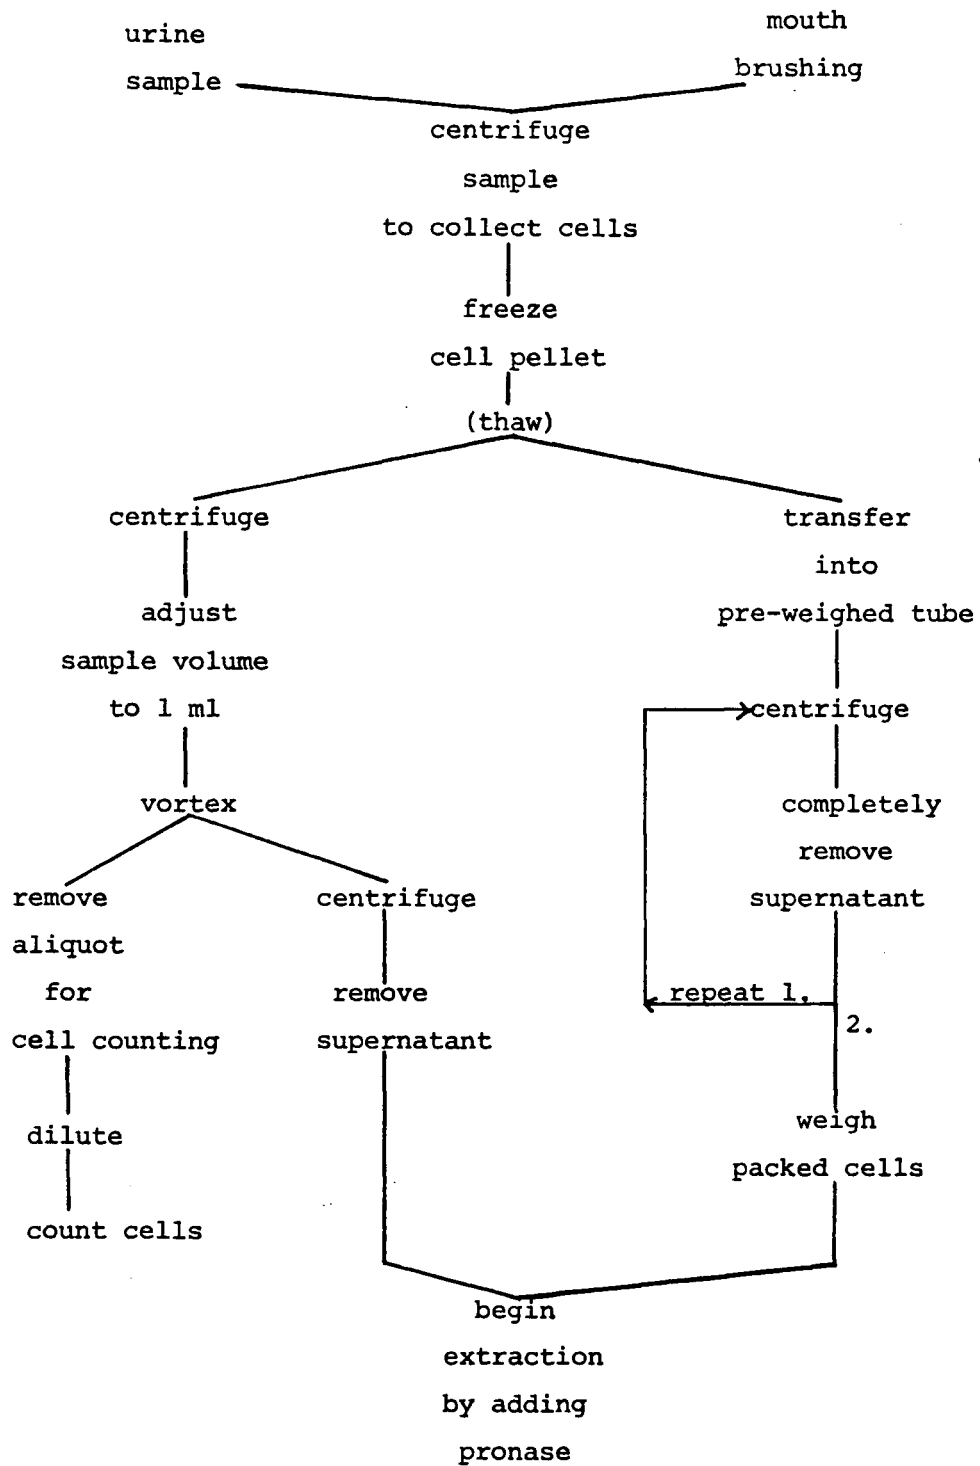 urine
sample
mouth
brushing
centrifuge
sample
to collect cells
freeze
cell pellet
(thaw)
centrifuge
adjust
sample volume
to 1 ml
vortex
remove
aliquot
for
cell counting
dilute
count cells
centrifuge
remove
supernatant
transfer
into
pre-weighed tube
centrifuge
completely
remove
supernatant
repeat 1.
2.
weigh
packed cells
begin
extraction
by adding
pronase